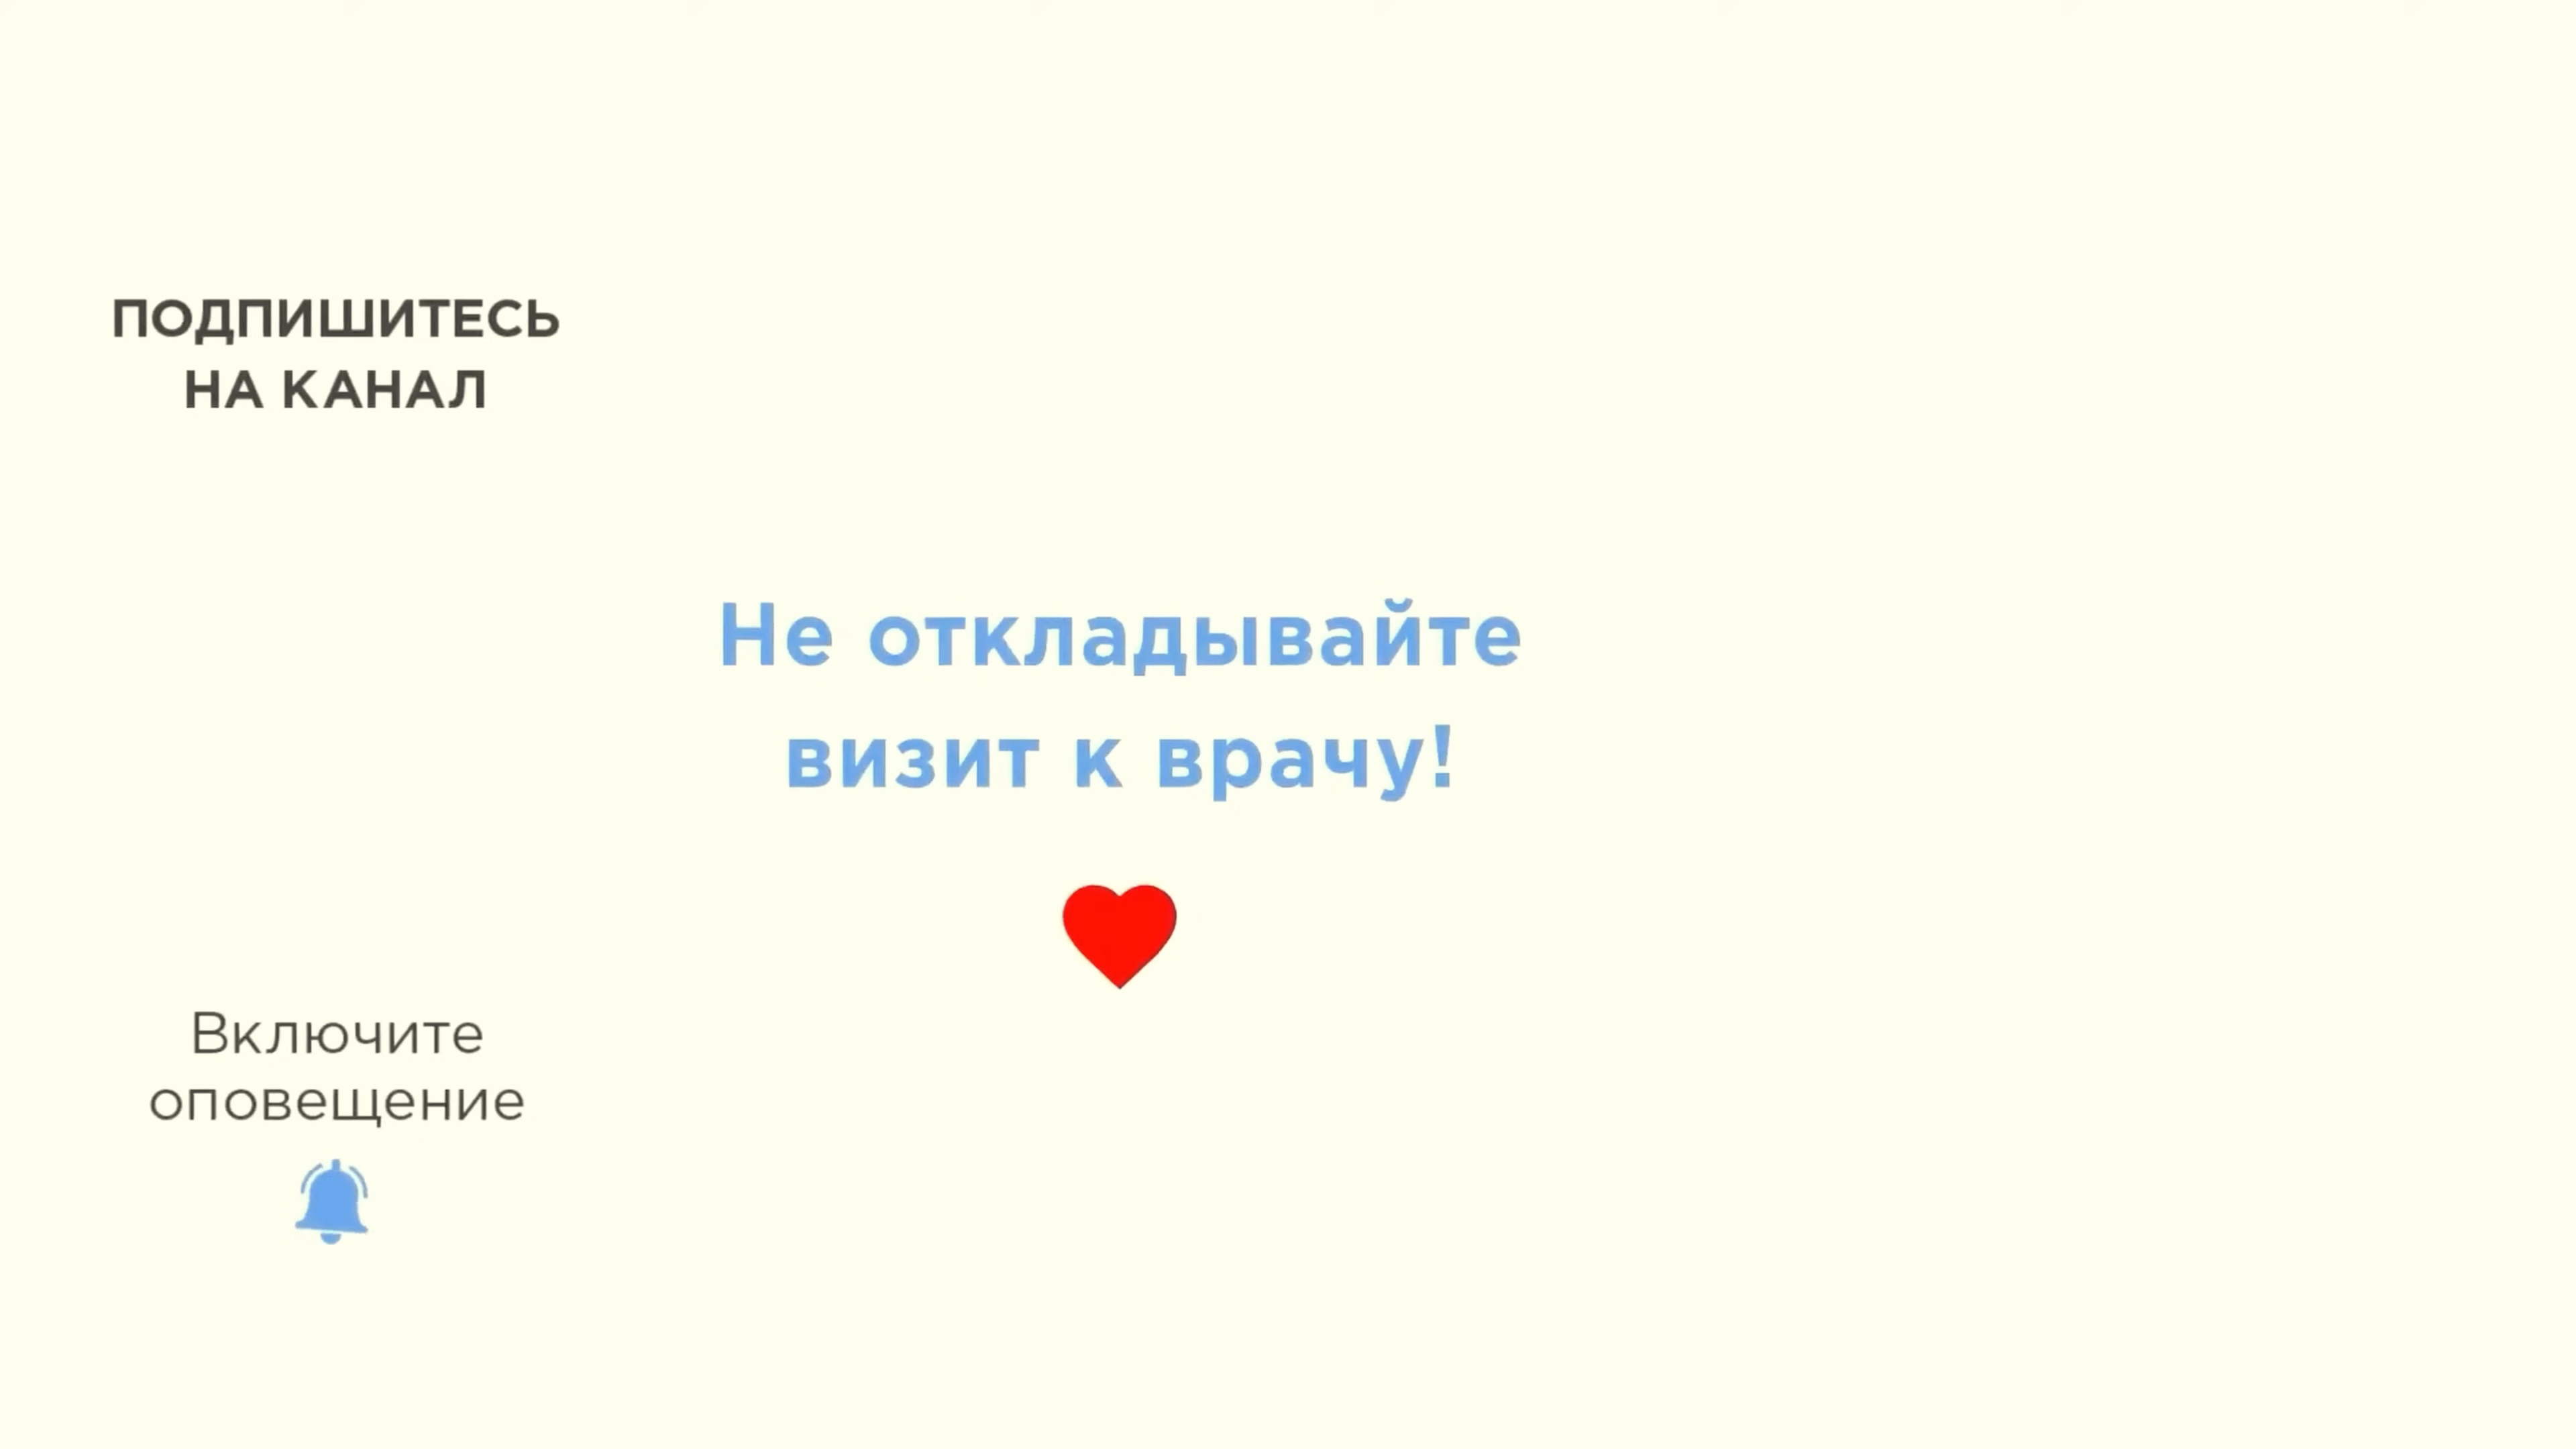 ПОДПИШИТЕСЬ
НА КАНАЛ
Не откладывайте
визит к врачу!
Включите
оповещение